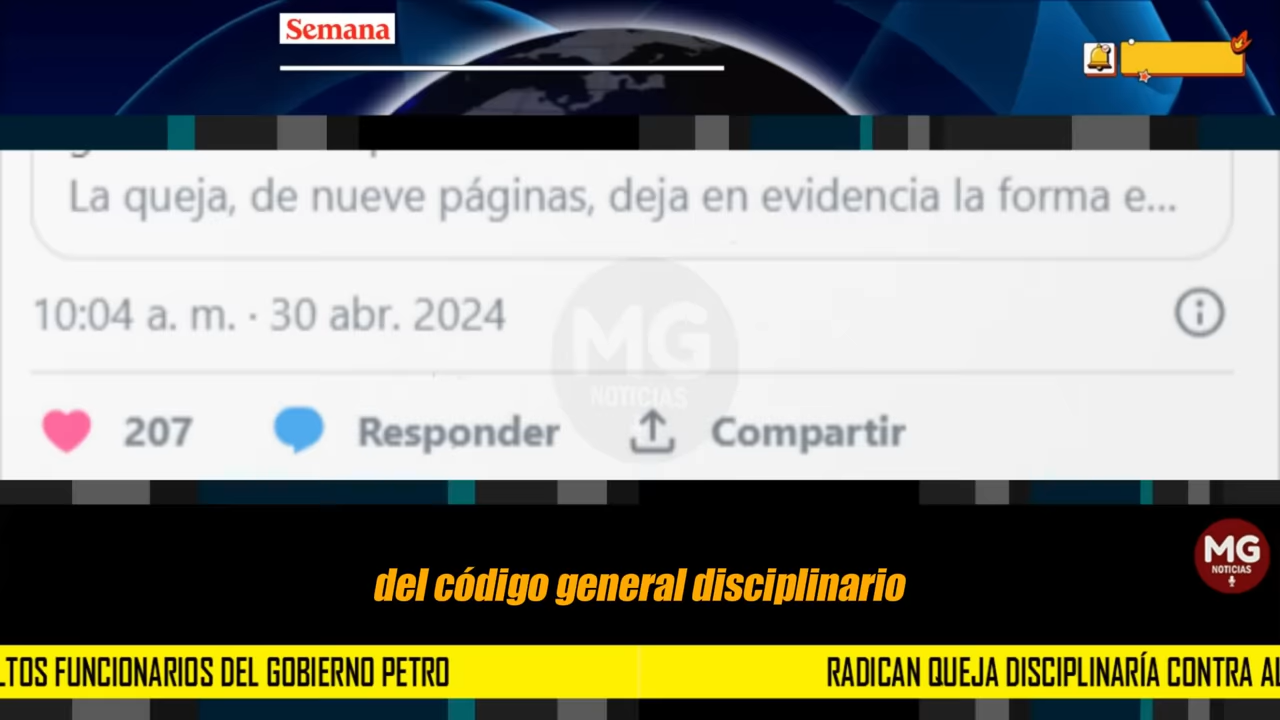 Semana
La queja, de nueve páginas, deja en evidencia la forma e...
10:04 a. m. · 30 abr. 2024
MG
NOTICIAS
207 Responder Compartir
MG
NOTICIAS
del código general disciplinario
LTOS FUNCIONARIOS DEL GOBIERNO PETRO RADICAN QUEJA DISCIPLINARÍA CONTRA AL